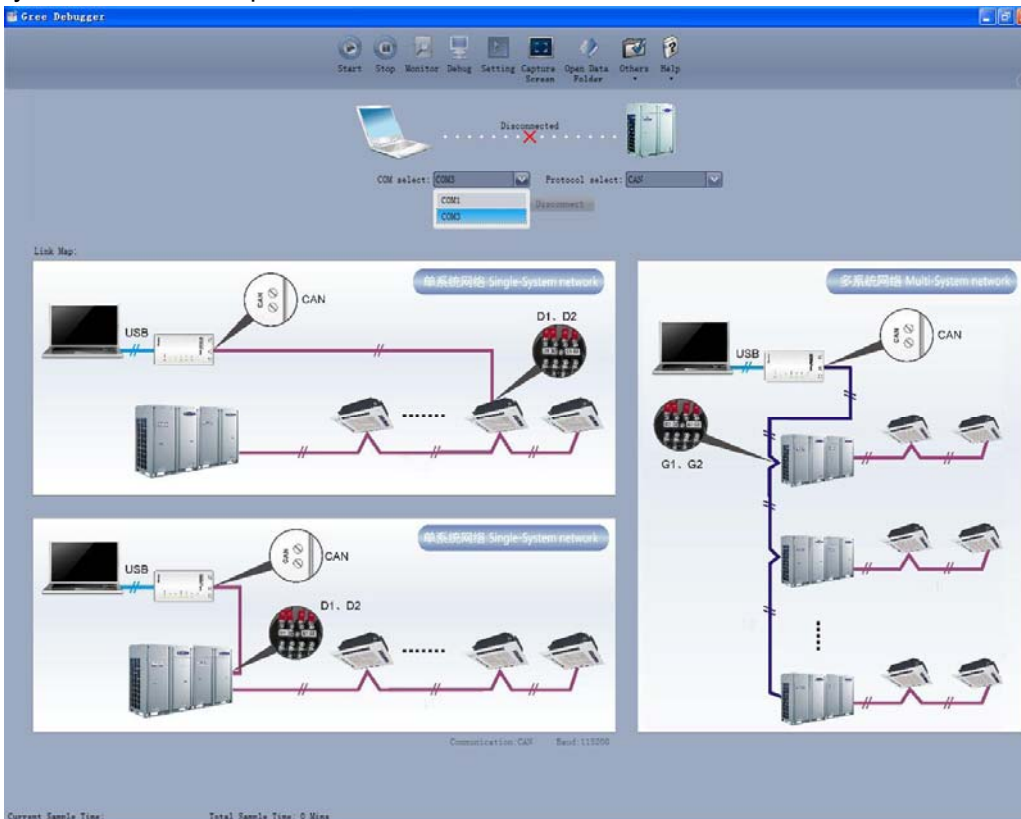 Gree Debugger
Start Stop Monitor Debug Setting Capture Screen Open Data Folder Others Help
Disconnected
COM select: COM3 Protocol select: CAN
COM1
Disconnect
COM3
Link Map:
单系统网络 Single-System network
CAN
CAN
USB
D1、D2
多系统网络 Multi-System network
CAN
CAN
USB
G1、G2
单系统网络 Single-System network
CAN
CAN
USB
D1、D2
Communication:CAN Baud:115200
Current Sample Time: Total Sample Time: 0 Mins